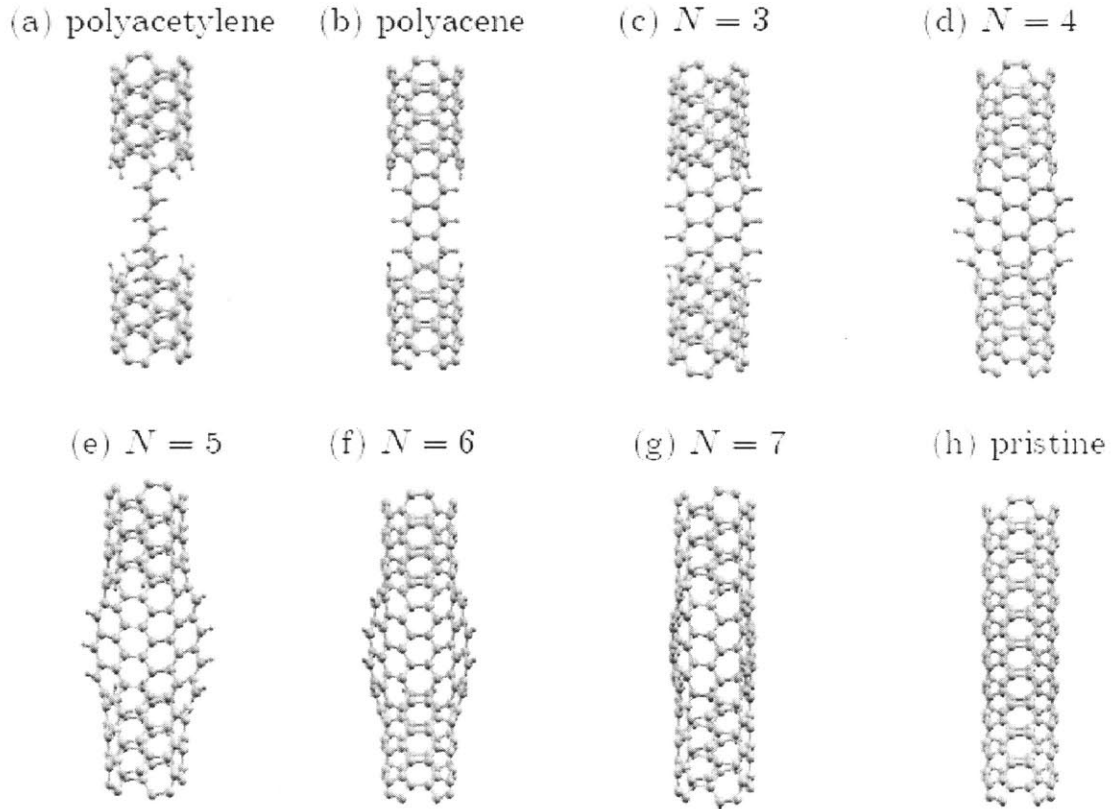 (a) polyacetylene (b) polyacene (c) N = 3 (d) N = 4
(e) N = 5 (f) N = 6 (g) N = 7 (h) pristine